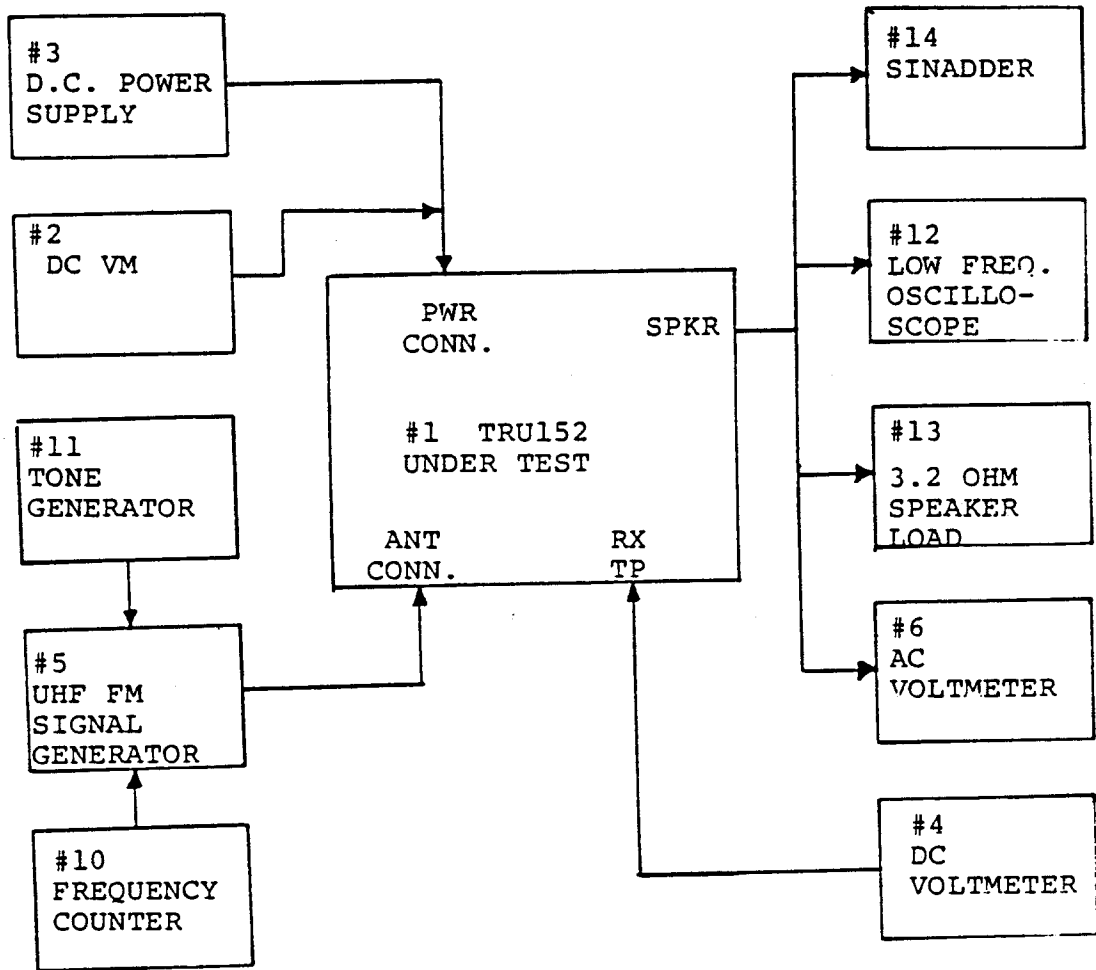 #3
D.C. POWER
SUPPLY
#2
DC VM
#11
TONE
GENERATOR
#5
UHF FM
SIGNAL
GENERATOR
#10
FREQUENCY
COUNTER
PWR
CONN.
SPKR
#1 TRU152
UNDER TEST
ANT
CONN.
RX
TP
#14
SINADDER
#12
LOW FREQ.
OSCILLO-
SCOPE
#13
3.2 OHM
SPEAKER
LOAD
#6
AC
VOLTMETER
#4
DC
VOLTMETER